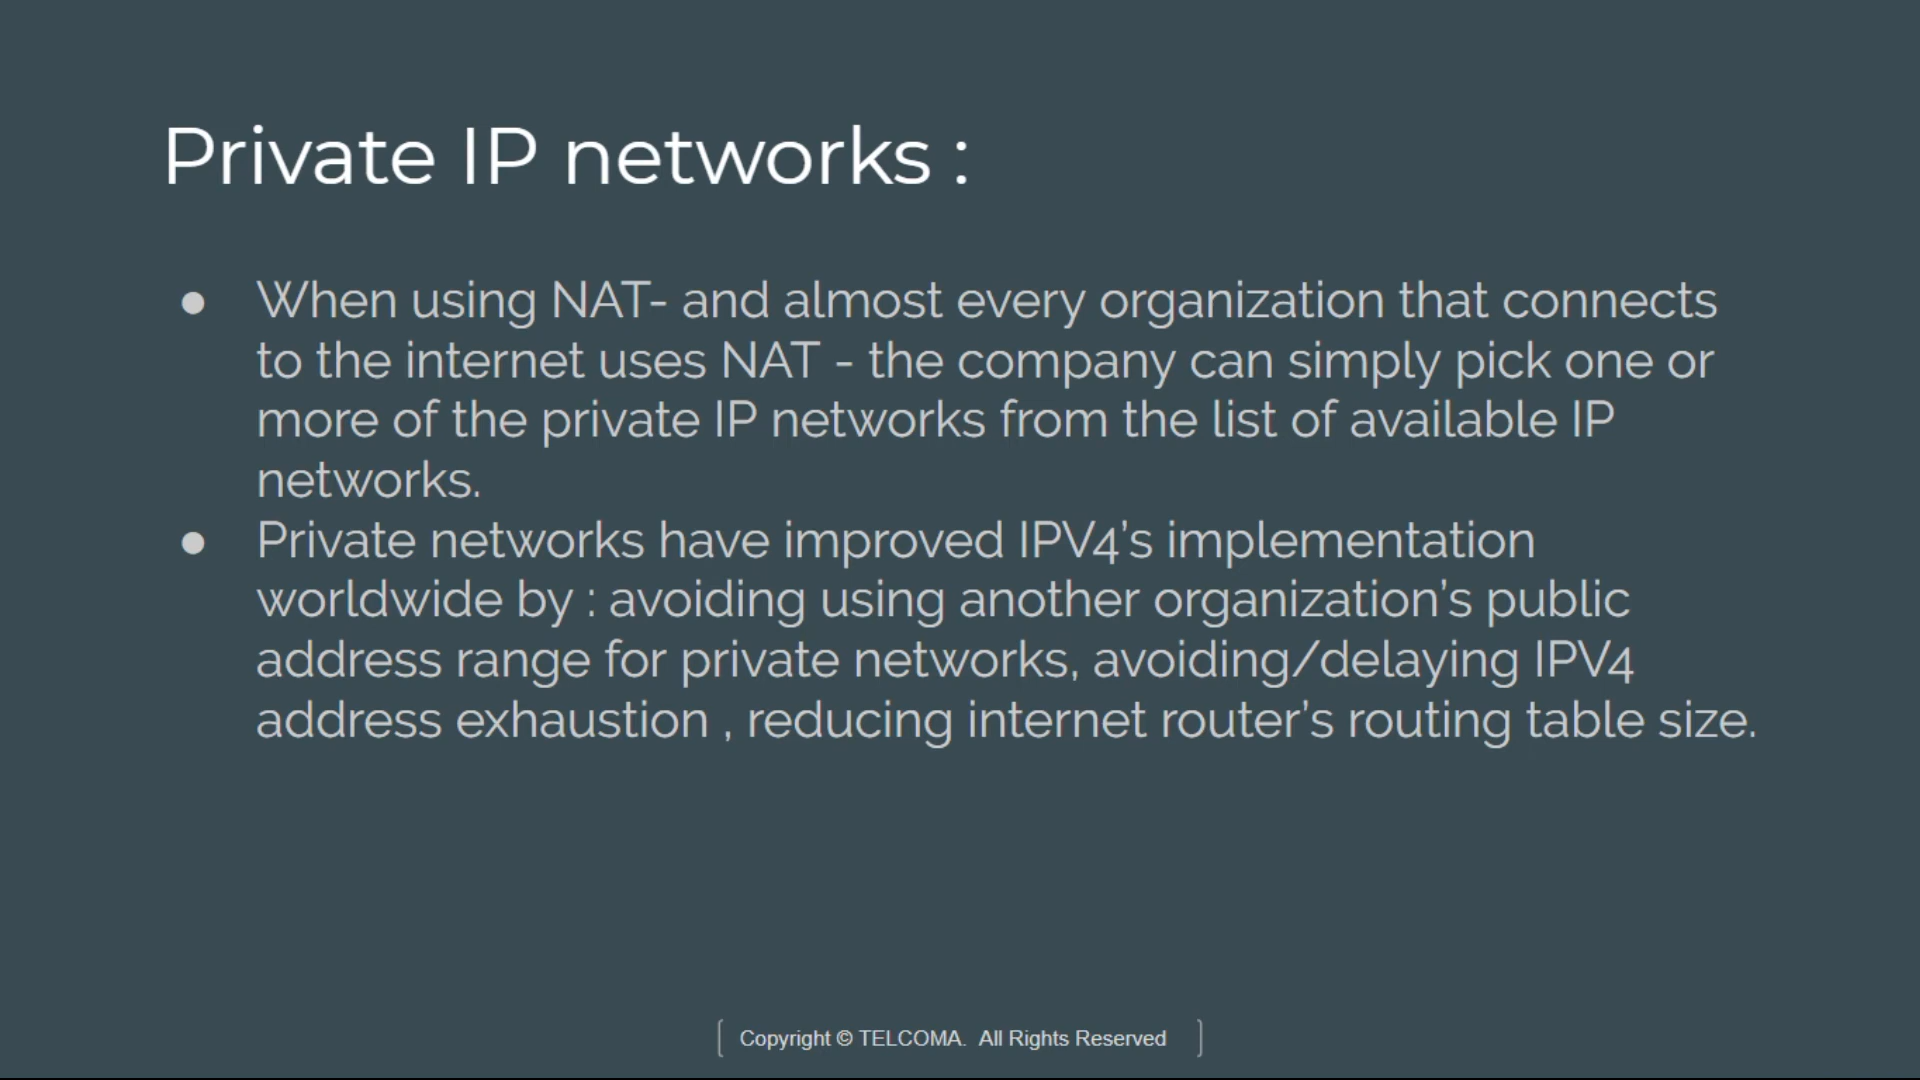 Private IP networks :
● When using NAT- and almost every organization that connects
to the internet uses NAT - the company can simply pick one or
more of the private IP networks from the list of available IP
networks.
● Private networks have improved IPV4’s implementation
worldwide by : avoiding using another organization’s public
address range for private networks, avoiding/delaying IPV4
address exhaustion , reducing internet router’s routing table size.
[ Copyright © TELCOMA. All Rights Reserved ]